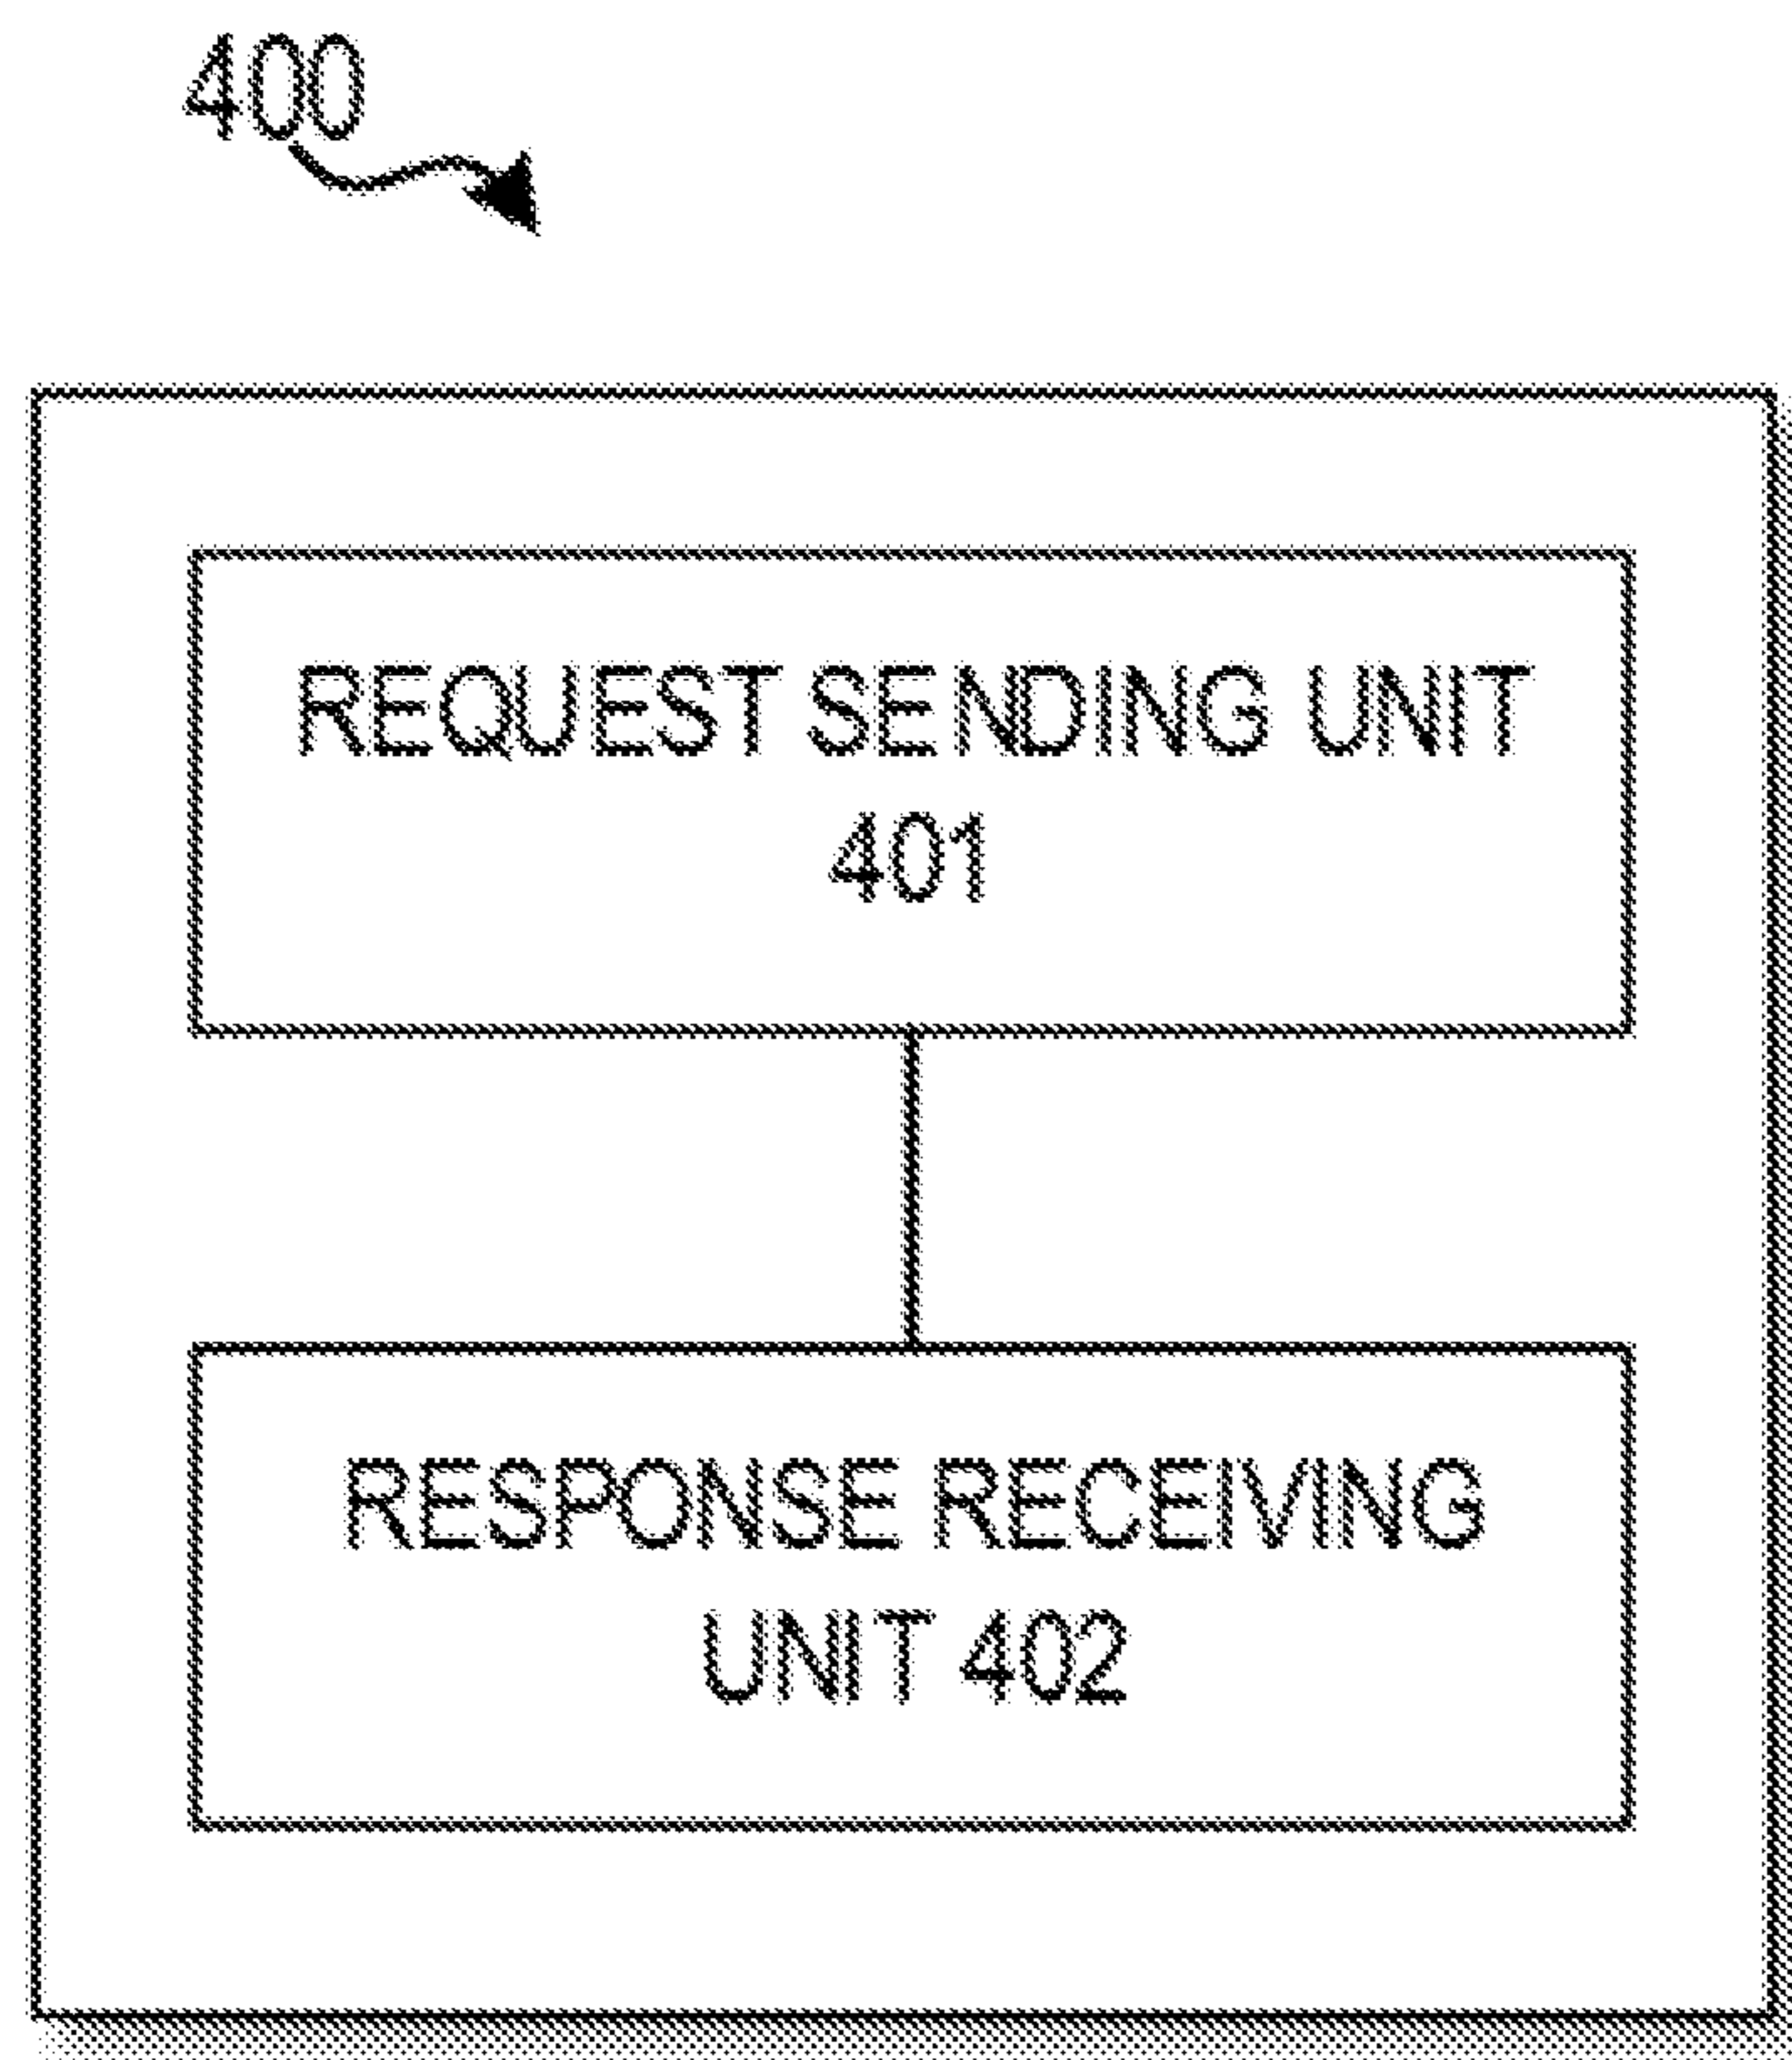 400
REQUEST SENDING UNIT
401
RESPONSE RECEIVING
UNIT 402